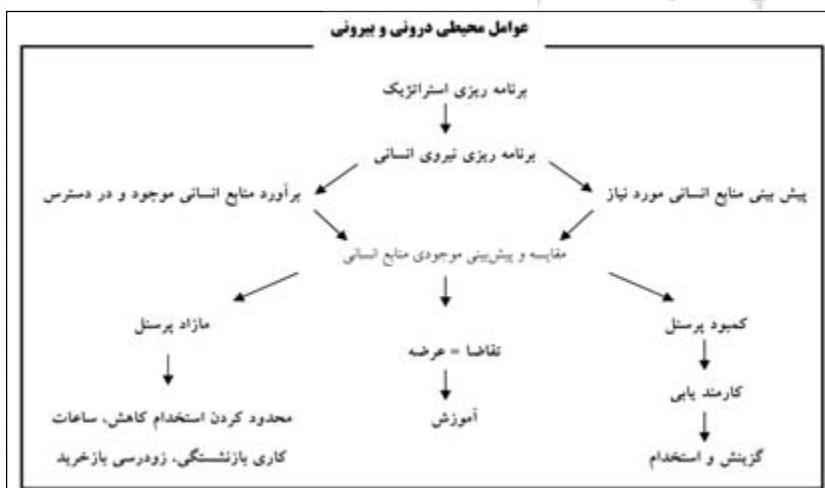 عوامل محیطی درونی و بیرونی
برنامه ریزی استراتژیک
برنامه ریزی نیروی انسانی
پیش بینی منابع انسانی مورد نیاز
برآورد منابع انسانی موجود و در دسترس
مقایسه و پیش‌بینی موجودی منابع انسانی
کمبود پرسنل
تقاضا = عرضه
مازاد پرسنل
کارمند یابی
آموزش
محدود کردن استخدام کاهش، ساعات
گزینش و استخدام
کاری بازنشستگی، زودرسی بازخرید